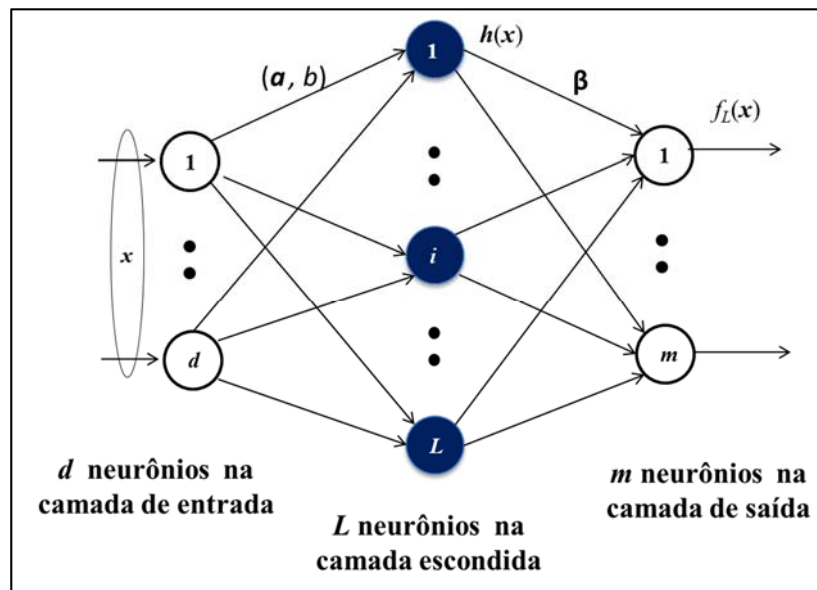 1
h(x)
(a, b)
β
f_L(x)
1
1
x
i
d
m
L
d neurônios na
camada de entrada
m neurônios na
camada de saída
L neurônios na
camada escondida